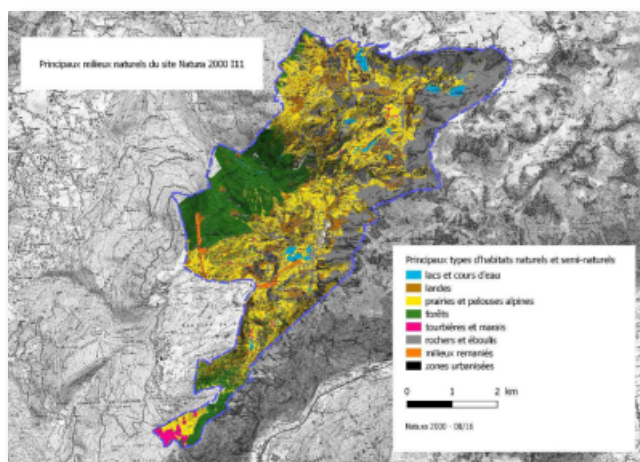 Principaux milieux naturels du site Natura 2000 I11
Principaux types d'habitats naturels et semi-naturels
lacs et cours d'eau
landes
prairies et pelouses alpines
forêts
tourbières et marais
rochers et éboulis
milieux remaniés
zones urbanisées
0 1 2 km
Natura 2000 - 08/16